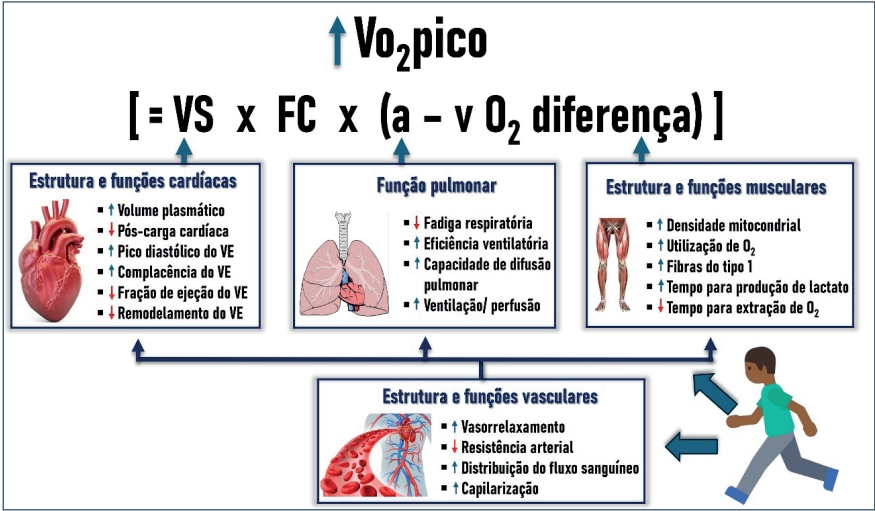 ↑ Vo₂pico
[ = VS x FC x (a – v O₂ diferença) ]
Estrutura e funções cardíacas
▪ ↑ Volume plasmático
▪ ↓ Pós-carga cardíaca
▪ ↑ Pico diastólico do VE
▪ ↑ Complacência do VE
▪ ↓ Fração de ejeção do VE
▪ ↓ Remodelamento do VE
Função pulmonar
▪ ↓ Fadiga respiratória
▪ ↑ Eficiência ventilatória
▪ ↑ Capacidade de difusão
pulmonar
▪ ↑ Ventilação/ perfusão
Estrutura e funções musculares
▪ ↑ Densidade mitocondrial
▪ ↑ Utilização de O₂
▪ ↑ Fibras do tipo 1
▪ ↑ Tempo para produção de lactato
▪ ↓ Tempo para extração de O₂
Estrutura e funções vasculares
▪ ↑ Vasorrelaxamento
▪ ↓ Resistência arterial
▪ ↑ Distribuição do fluxo sanguíneo
▪ ↑ Capilarização